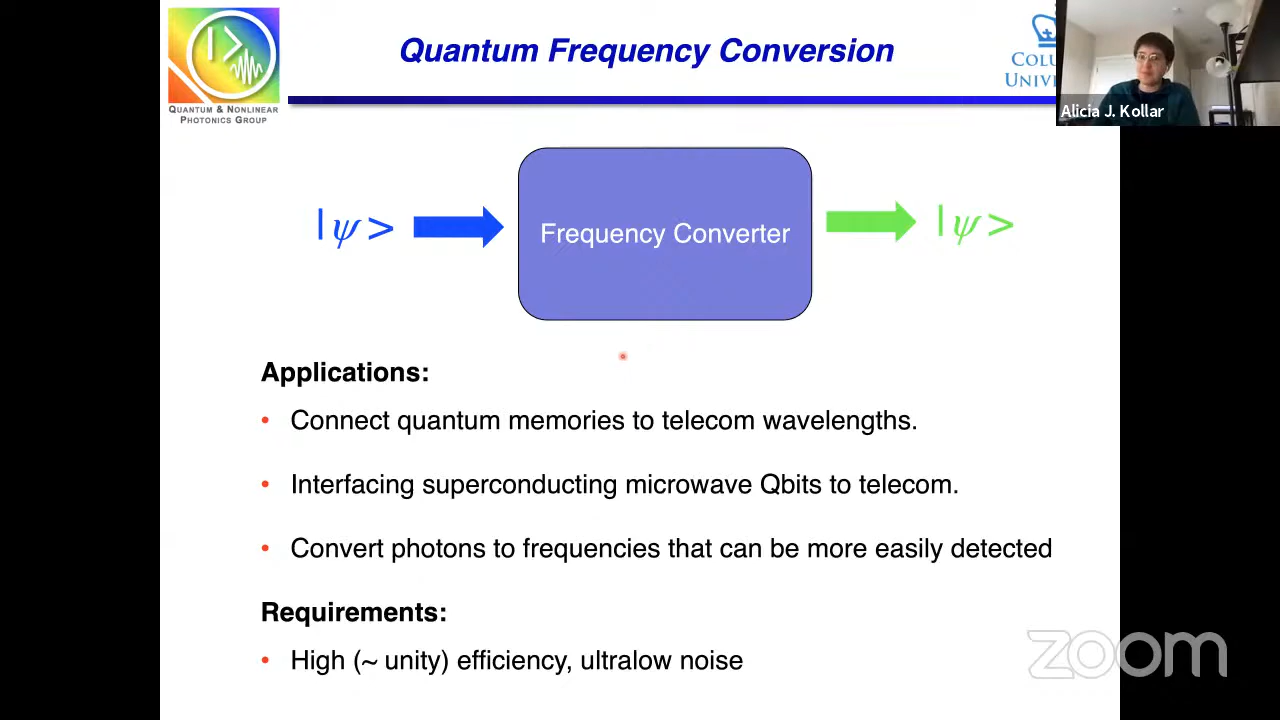 Quantum Frequency Conversion
QUANTUM & NONLINEAR
PHOTONICS GROUP
Alicia J. Kollar
|ψ>
Frequency Converter
|ψ>
Applications:
• Connect quantum memories to telecom wavelengths.
• Interfacing superconducting microwave Qbits to telecom.
• Convert photons to frequencies that can be more easily detected
Requirements:
• High (~ unity) efficiency, ultralow noise
zoom